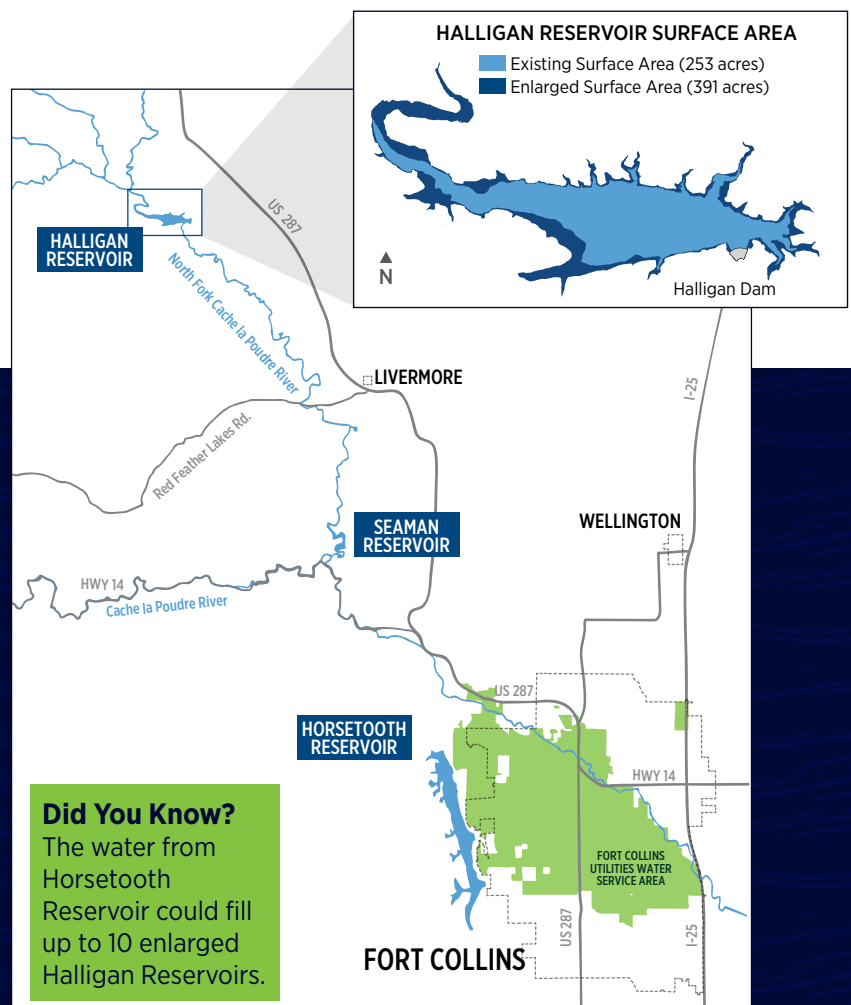 HALLIGAN RESERVOIR SURFACE AREA
Existing Surface Area (253 acres)
Enlarged Surface Area (391 acres)
N
Halligan Dam
US 287
HALLIGAN
RESERVOIR
North Fork Cache la Poudre River
LIVERMORE
I-25
Red Feather Lakes Rd.
SEAMAN
RESERVOIR
WELLINGTON
HWY 14
Cache la Poudre River
US 287
HORSETOOTH
RESERVOIR
HWY 14
Did You Know?
The water from
Horsetooth
Reservoir could fill
up to 10 enlarged
Halligan Reservoirs.
FORT COLLINS
UTILITIES WATER
SERVICE AREA
US 287
I-25
FORT COLLINS